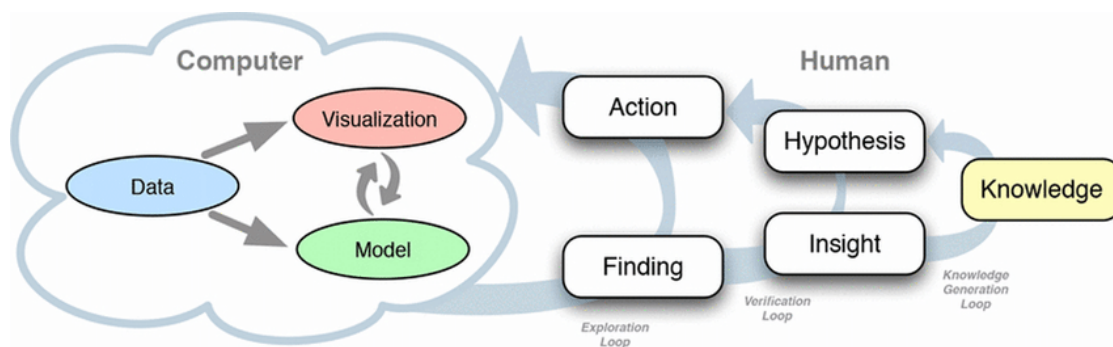 Computer
Human
Visualization
Data
Model
Action
Hypothesis
Knowledge
Finding
Insight
Exploration
Loop
Verification
Loop
Knowledge
Generation
Loop